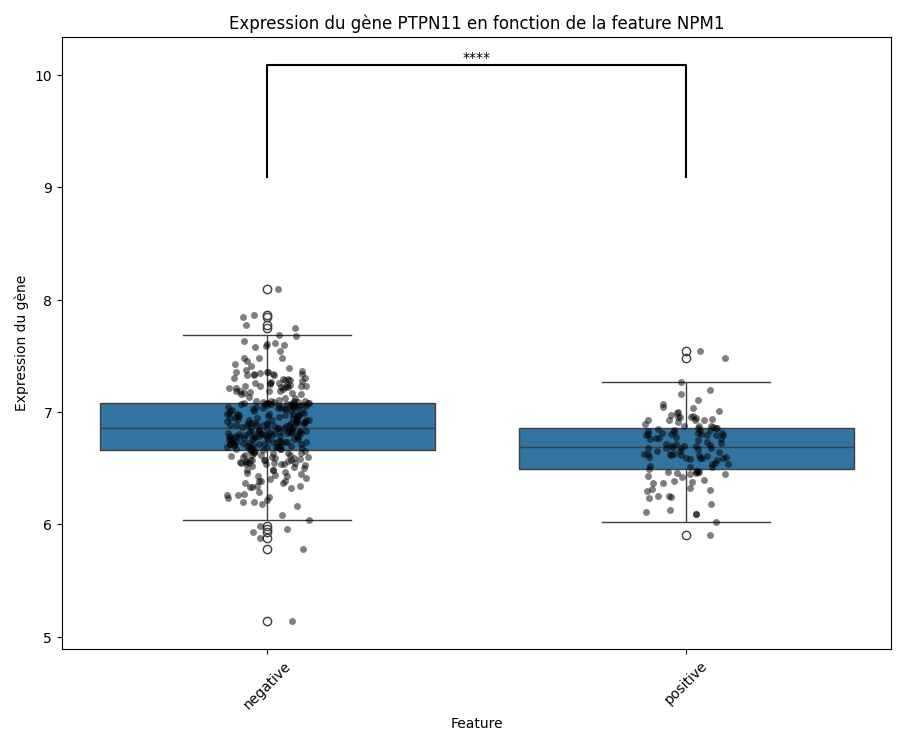 Expression du gène PTPN11 en fonction de la feature NPM1
****
10
9
8
7
6
5
Expression du gène
negative
positive
Feature